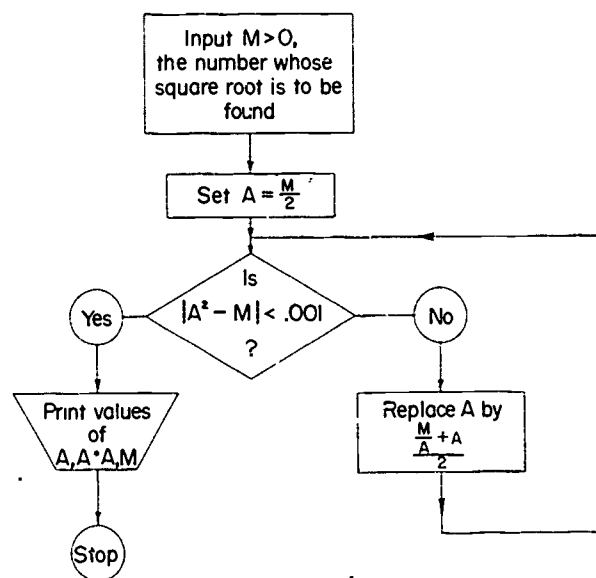 Input M>0,
the number whose
square root is to be
found
Set A = M/2
Is
|A² − M| < .001
?
Yes
No
Print values
of
A, A·A, M
Replace A by
(M/A + A)/2
Stop